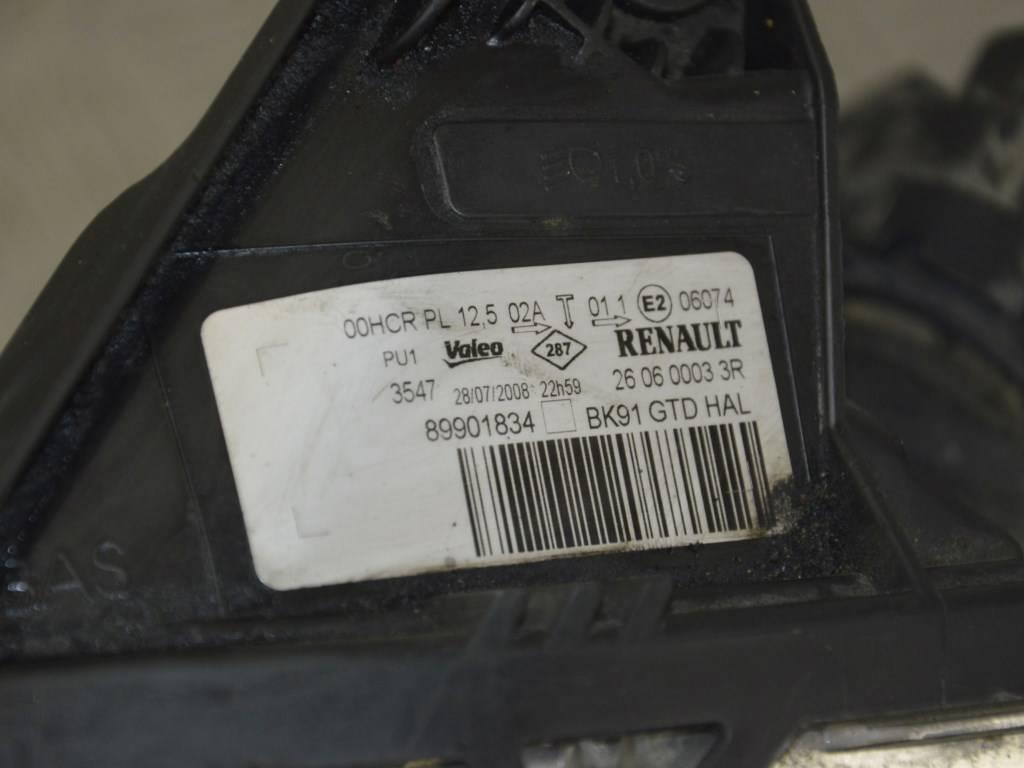 00HCR PL 12,5 02A 01.1 E2 06074
PU1 Valeo 287 RENAULT
3547 28/07/2008 22h59 26 06 0003 3R
89901834 BK91 GTD HAL